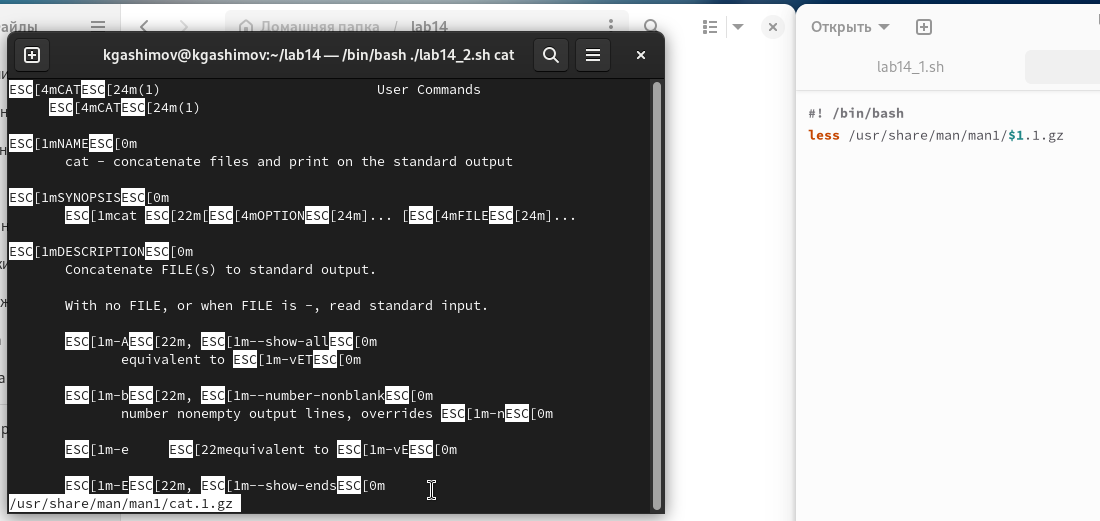 айлы
Домашняя папка / lab14
Открыть
kgashimov@kgashimov:~/lab14 — /bin/bash ./lab14_2.sh cat
lab14_1.sh
ESC[4mCATESC[24m(1) User Commands
ESC[4mCATESC[24m(1)
ESC[1mNAMEESC[0m
cat - concatenate files and print on the standard output
ESC[1mSYNOPSISESC[0m
ESC[1mcat ESC[22m[ESC[4mOPTIONESC[24m]... [ESC[4mFILEESC[24m]...
ESC[1mDESCRIPTIONESC[0m
Concatenate FILE(s) to standard output.
With no FILE, or when FILE is -, read standard input.
ESC[1m-AESC[22m, ESC[1m--show-allESC[0m
equivalent to ESC[1m-vETESC[0m
ESC[1m-bESC[22m, ESC[1m--number-nonblankESC[0m
number nonempty output lines, overrides ESC[1m-nESC[0m
ESC[1m-e ESC[22mequivalent to ESC[1m-vEESC[0m
ESC[1m-EESC[22m, ESC[1m--show-endsESC[0m
/usr/share/man/man1/cat.1.gz
#! /bin/bash
less /usr/share/man/man1/$1.1.gz